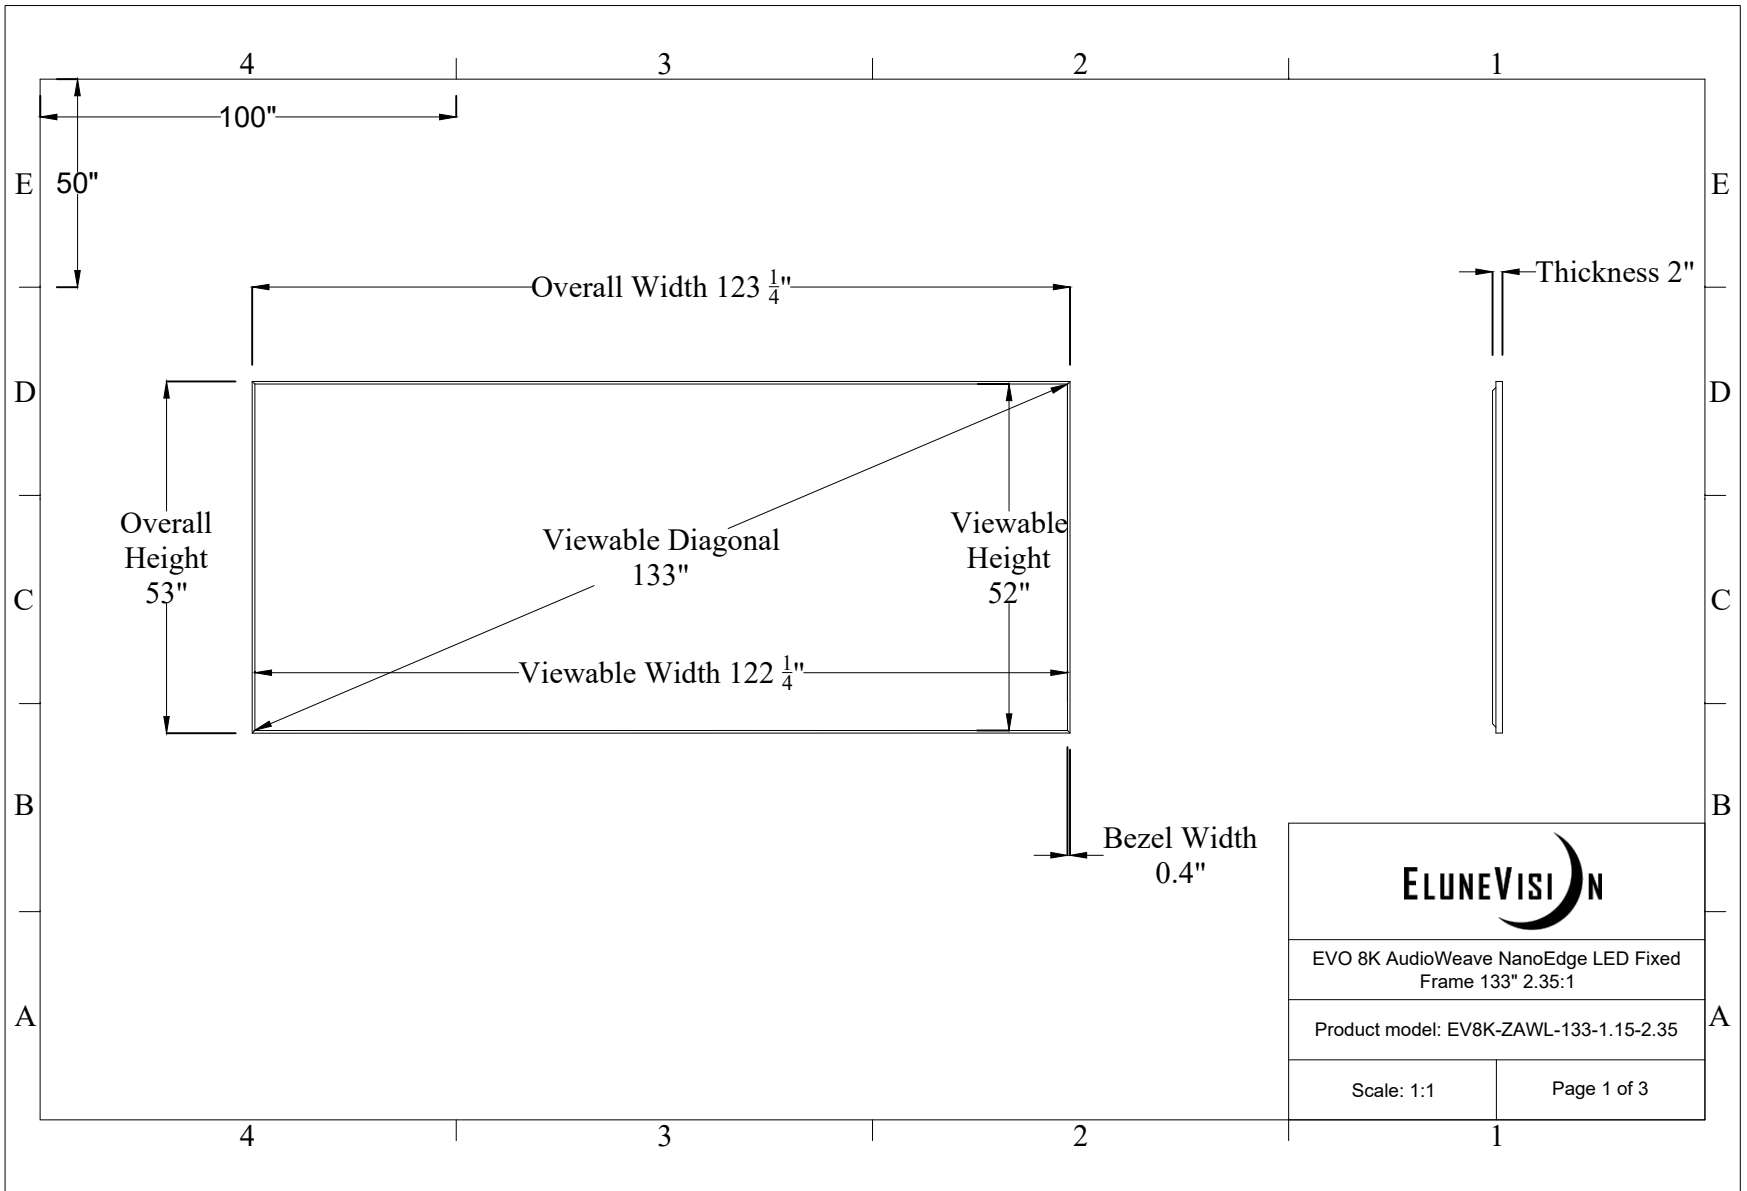 4 3 2 1
100"
E 50" E
Overall Width 123 1/4"
Thickness 2"
D D
Overall
Height
53"
Viewable Diagonal
133"
Viewable
Height
52"
C C
Viewable Width 122 1/4"
B B
Bezel Width
0.4"
ELUNEVISION
EVO 8K AudioWeave NanoEdge LED Fixed
Frame 133" 2.35:1
A A
Product model: EV8K-ZAWL-133-1.15-2.35
Scale: 1:1 Page 1 of 3
4 3 2 1